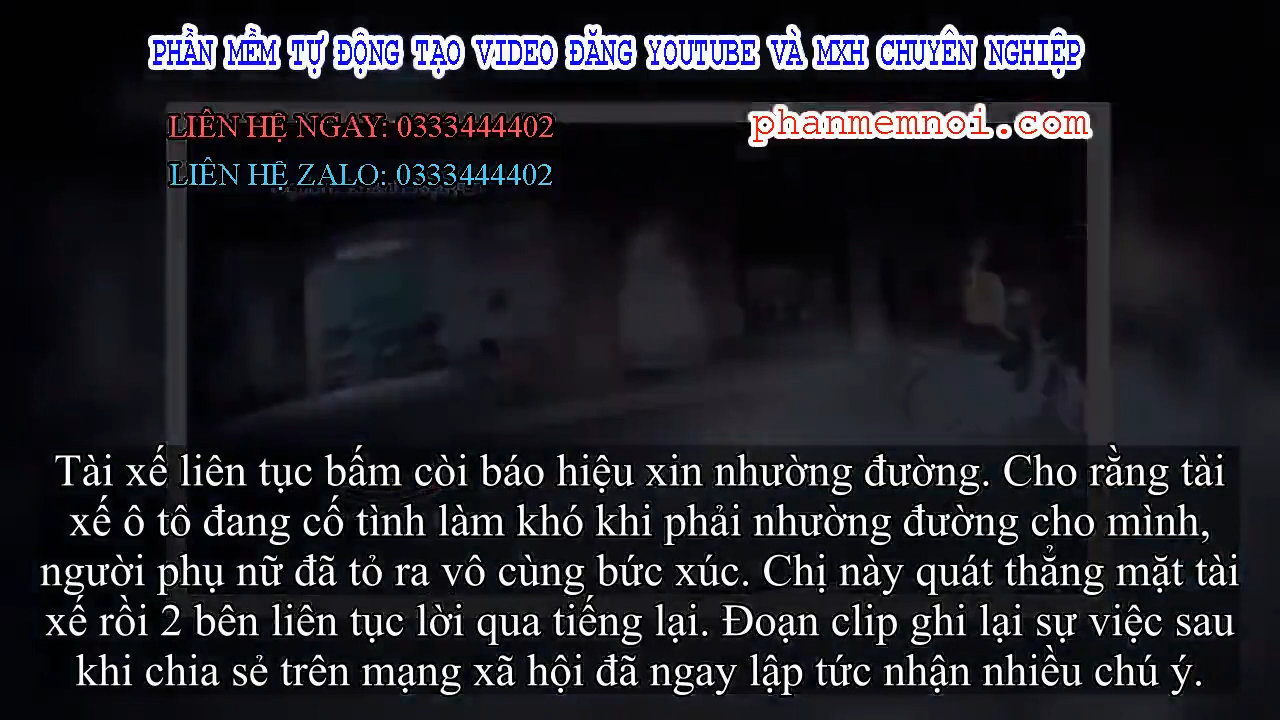 PHẦN MỀM TỰ ĐỘNG TẠO VIDEO ĐĂNG YOUTUBE VÀ MXH CHUYÊN NGHIỆP
LIÊN HỆ NGAY: 0333444402
phanmemnoi.com
LIÊN HỆ ZALO: 0333444402
Tài xế liên tục bấm còi báo hiệu xin nhường đường. Cho rằng tài
xế ô tô đang cố tình làm khó khi phải nhường đường cho mình,
người phụ nữ đã tỏ ra vô cùng bức xúc. Chị này quát thẳng mặt tài
xế rồi 2 bên liên tục lời qua tiếng lại. Đoạn clip ghi lại sự việc sau
khi chia sẻ trên mạng xã hội đã ngay lập tức nhận nhiều chú ý.